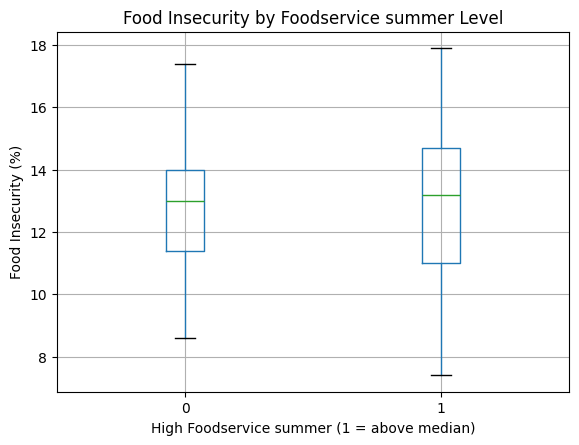 Food Insecurity by Foodservice summer Level
Food Insecurity (%)
18
16
14
12
10
8
0 1
High Foodservice summer (1 = above median)